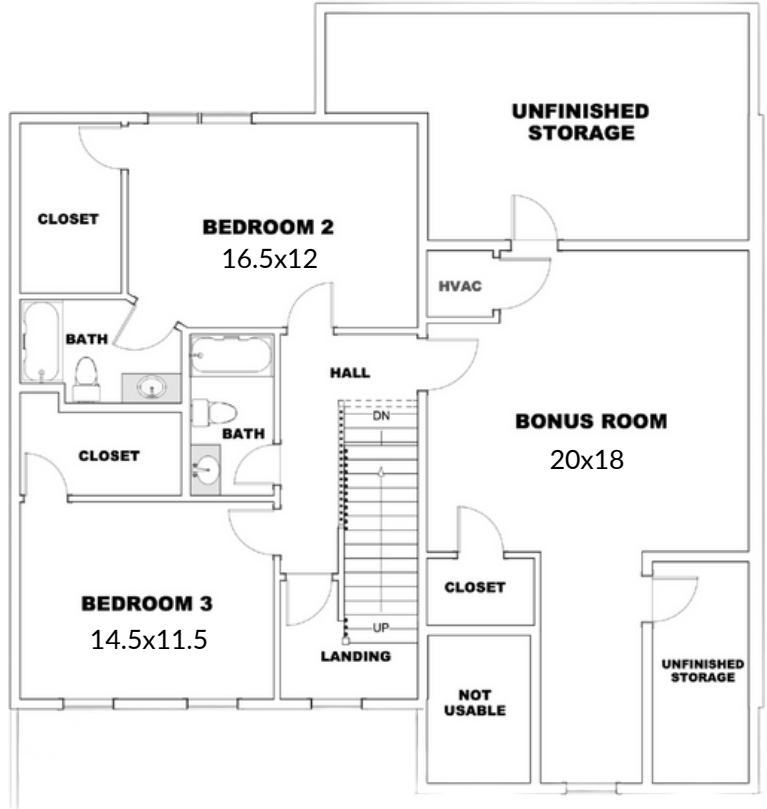 UNFINISHED
STORAGE
CLOSET
BEDROOM 2
16.5x12
HVAC
BATH
HALL
DN
BONUS ROOM
20x18
BATH
CLOSET
CLOSET
BEDROOM 3
14.5x11.5
UP
LANDING
UNFINISHED
STORAGE
NOT
USABLE